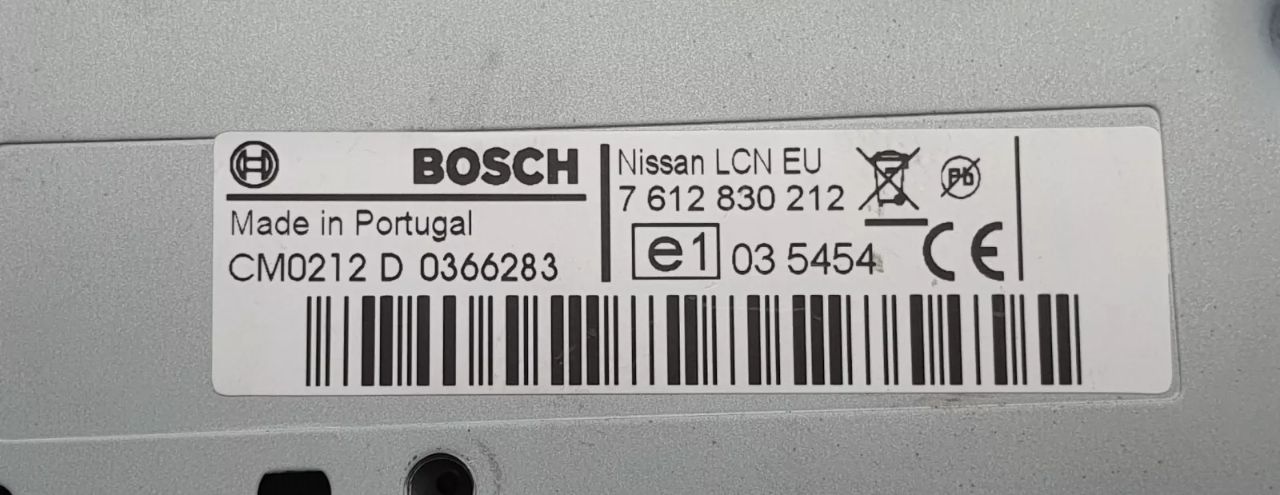 BOSCH
Made in Portugal
CM0212 D 0366283
Nissan LCN EU
7 612 830 212
Pb
e1 03 5454
CE